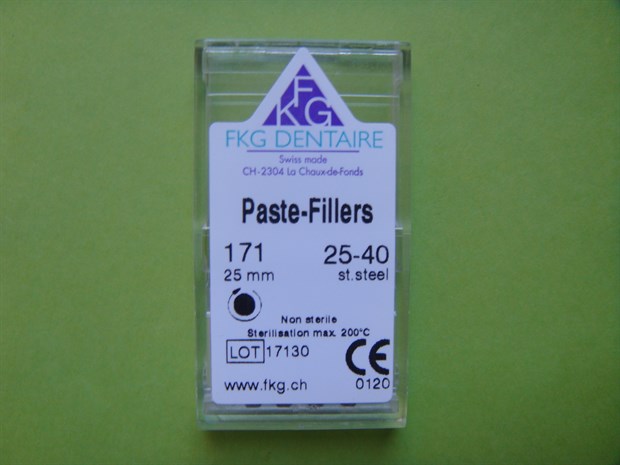 F
KG
FKG DENTAIRE
Swiss made
CH-2304 La Chaux-de-Fonds
Paste-Fillers
171 25-40
25 mm st.steel
Non sterile
Sterilisation max. 200°C
LOT 17130 CE
www.fkg.ch 0120